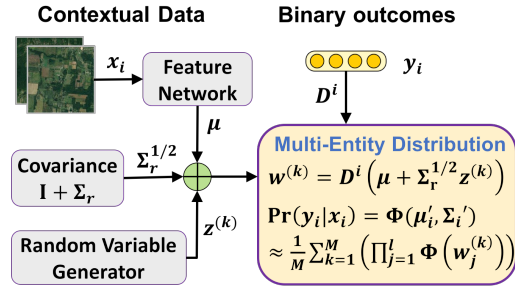 Contextual Data
Binary outcomes
x_i
Feature
Network
y_i
D^i
μ
Multi-Entity Distribution
Covariance
I + Σ_r
Σ_r^{1/2}
w^{(k)} = D^i (μ + Σ_r^{1/2} z^{(k)})
Pr(y_i|x_i) = Φ(μ_i', Σ_i')
≈ 1/M Σ_{k=1}^{M} (∏_{j=1}^{l} Φ (w_j^{(k)}))
z^{(k)}
Random Variable
Generator